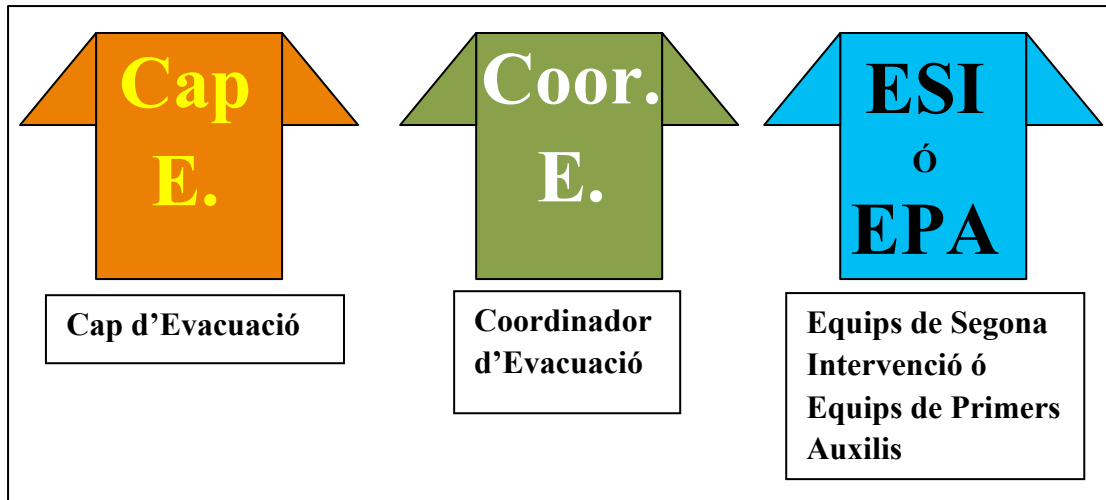 Cap
E.
Cap d’Evacuació
Coor.
E.
Coordinador
d’Evacuació
ESI
Ó
EPA
Equips de Segona
Intervenció ó
Equips de Primers
Auxilis